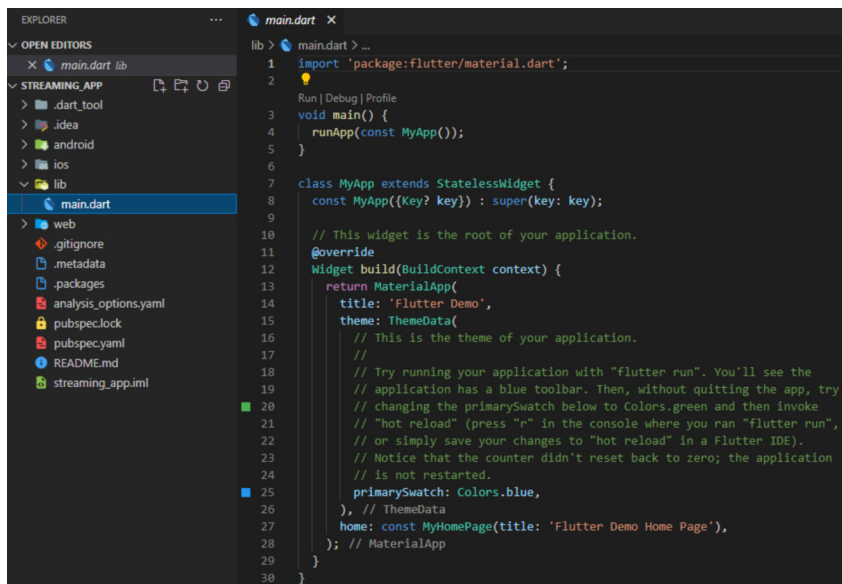 EXPLORER
OPEN EDITORS
main.dart lib
STREAMING_APP
.dart_tool
.idea
android
ios
lib
main.dart
web
.gitignore
.metadata
.packages
analysis_options.yaml
pubspec.lock
pubspec.yaml
README.md
streaming_app.iml
main.dart
lib > main.dart > ...
1 import 'package:flutter/material.dart';
2
Run | Debug | Profile
3 void main() {
4 runApp(const MyApp());
5 }
6
7 class MyApp extends StatelessWidget {
8 const MyApp({Key? key}) : super(key: key);
9
10 // This widget is the root of your application.
11 @override
12 Widget build(BuildContext context) {
13 return MaterialApp(
14 title: 'Flutter Demo',
15 theme: ThemeData(
16 // This is the theme of your application.
17 //
18 // Try running your application with "flutter run". You'll see the
19 // application has a blue toolbar. Then, without quitting the app, try
20 // changing the primarySwatch below to Colors.green and then invoke
21 // "hot reload" (press "r" in the console where you ran "flutter run",
22 // or simply save your changes to "hot reload" in a Flutter IDE).
23 // Notice that the counter didn't reset back to zero; the application
24 // is not restarted.
25 primarySwatch: Colors.blue,
26 ), // ThemeData
27 home: const MyHomePage(title: 'Flutter Demo Home Page'),
28 ); // MaterialApp
29 }
30 }